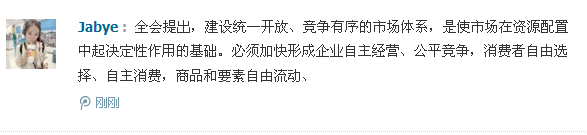 Jabye：全会提出，建设统一开放、竞争有序的市场体系，是使市场在资源配置
中起决定性作用的基础。必须加快形成企业自主经营、公平竞争，消费者自由选
择、自主消费，商品和要素自由流动、
刚刚